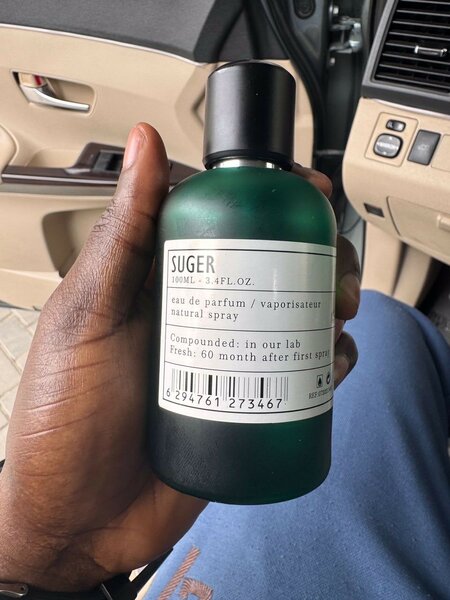 SUGER
100ML - 3.4FL.OZ.
eau de parfum / vaporisateur
natural spray
Compounded: in our lab
Fresh: 60 month after first spray
6 294761 273467